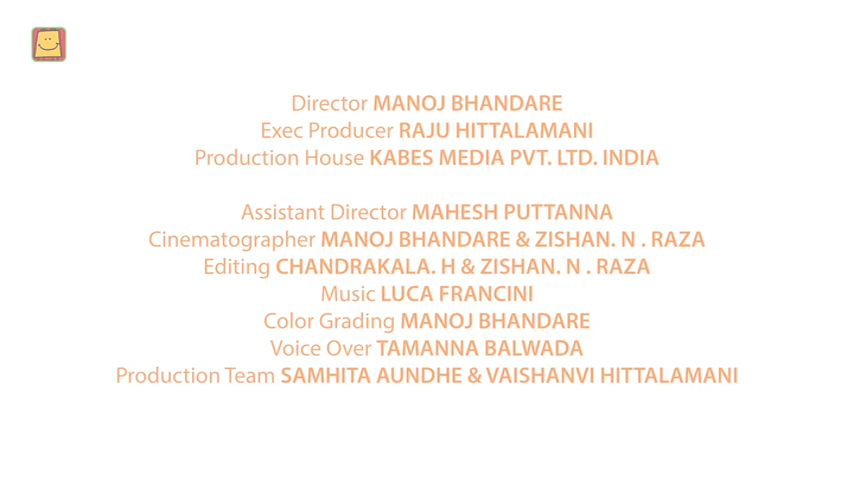 Director MANOJ BHANDARE
Exec Producer RAJU HITTALAMANI
Production House KABES MEDIA PVT. LTD. INDIA
Assistant Director MAHESH PUTTANNA
Cinematographer MANOJ BHANDARE & ZISHAN. N . RAZA
Editing CHANDRAKALA. H & ZISHAN. N . RAZA
Music LUCA FRANCINI
Color Grading MANOJ BHANDARE
Voice Over TAMANNA BALWADA
Production Team SAMHITA AUNDHE & VAISHANVI HITTALAMANI